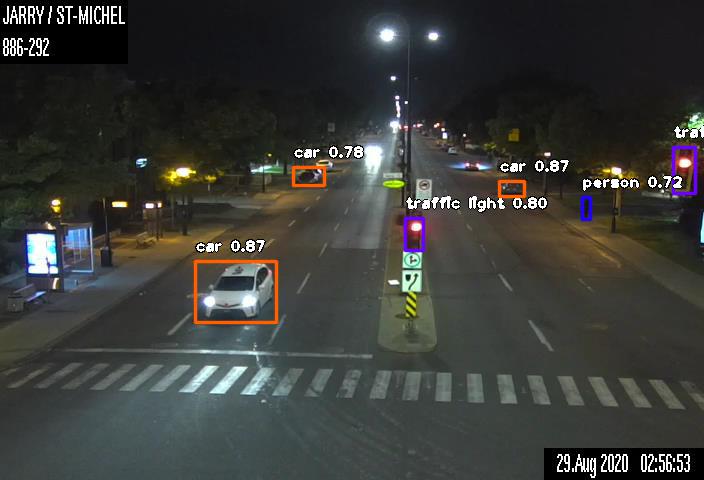 JARRY / ST-MICHEL
886-292
traf
car 0.78
car 0.87
person 0.72
traffic light 0.80
car 0.87
29.Aug 2020 02:56:53